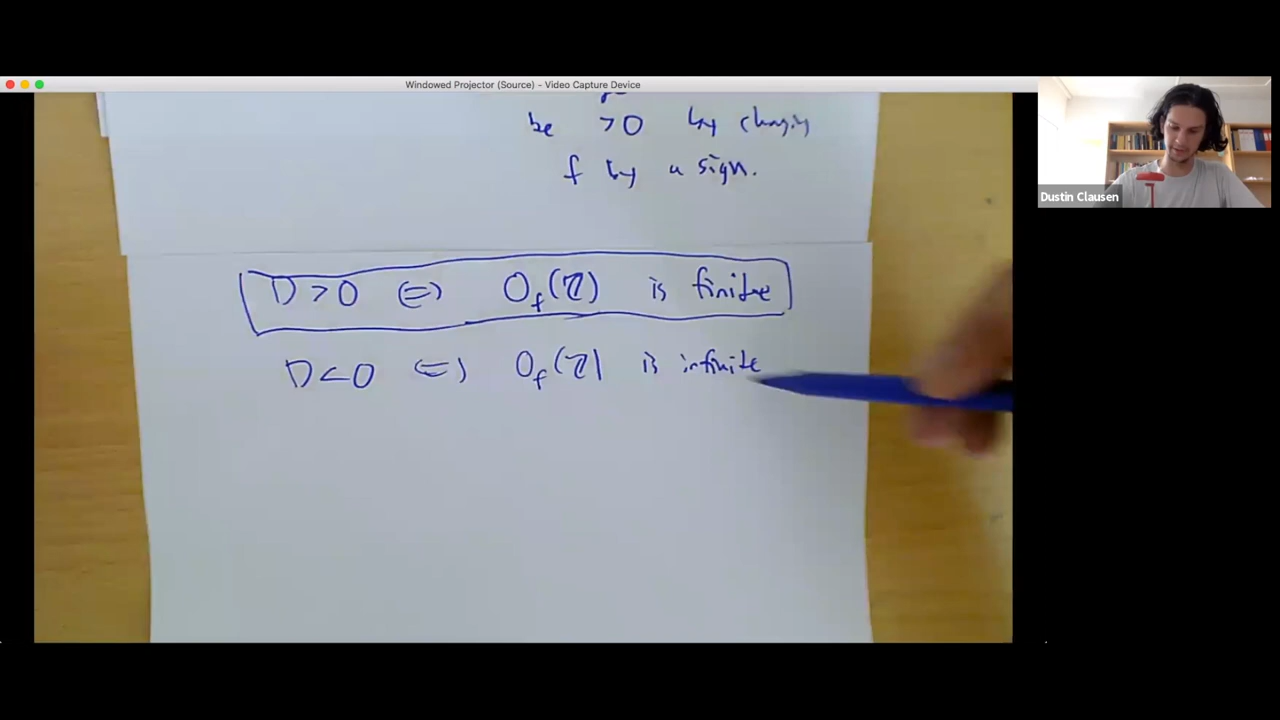 Windowed Projector (Source) - Video Capture Device
be >0 by changing
f by a sign.
D > 0 ⟺ O_f(ℤ) is finite
D < 0 ⟺ O_f(ℤ) is infinite
Dustin Clausen